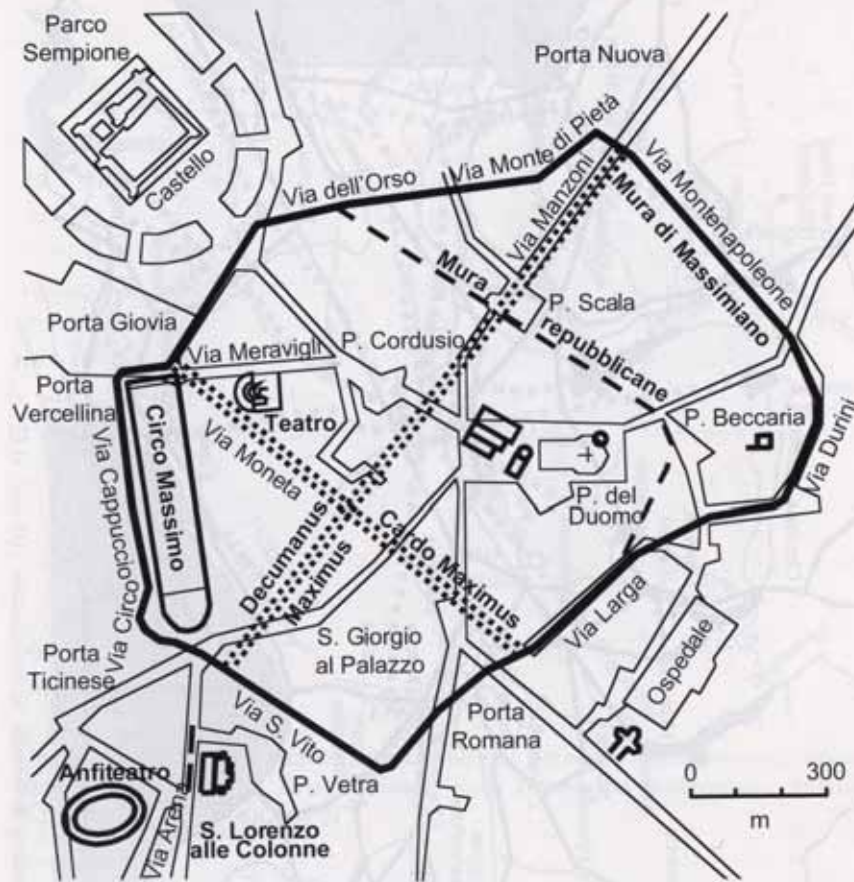 Parco
Sempione
Porta Nuova
Castello
Via dell'Orso
Via Monte di Pietá
Via Manzoni
Via Montenapoleone
Mura di Massimiano
Mura
repubblicane
P. Scala
Porta Giovia
Via Meravigli
P. Cordusio
Porta
Vercellina
Teatro
Circo Massimo
Via Moneta
Via Cappuccio
P. Beccaria
Via Durini
P. del
Duomo
Decumanus
Maximus
Cardo Maximus
Via Circo
Via Larga
Porta
Ticinese
S. Giorgio
al Palazzo
Ospedale
Via S. Vito
Porta
Romana
Anfiteatro
P. Vetra
Via Arena
S. Lorenzo
alle Colonne
0 300
m